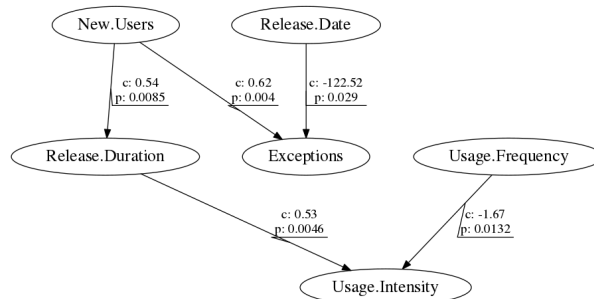 New.Users
Release.Date
c: 0.54
p: 0.0085
c: 0.62
p: 0.004
c: -122.52
p: 0.029
Release.Duration
Exceptions
Usage.Frequency
c: 0.53
p: 0.0046
c: -1.67
p: 0.0132
Usage.Intensity